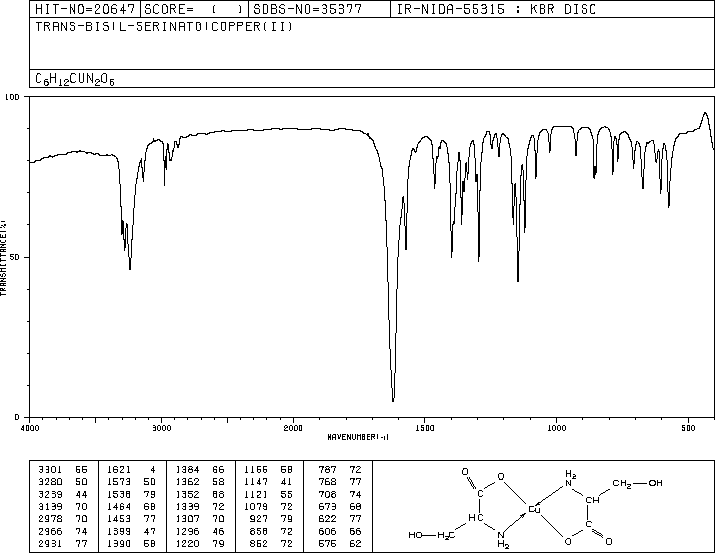 HIT-NO=20647 SCORE= ( ) SDBS-NO=35377 IR-NIDA-55315 : KBR DISC
TRANS-BIS(L-SERINATO)COPPER(II)
C6H12CUN2O6
100
50
0
TRANSMITTANCE(%)
4000 3000 2000 1500 1000 500
WAVENUMBER(-1)
3301 55 1621 4 1384 66 1166 58 787 72
3280 50 1573 50 1362 58 1147 41 768 77
3239 44 1538 79 1352 68 1121 55 708 74
3139 70 1464 68 1339 72 1079 72 673 68
2978 70 1453 77 1307 70 927 79 622 77
2966 74 1399 47 1296 46 858 72 606 66
2931 77 1390 58 1220 79 852 72 575 62
O
O
C
CH
HO
H2C
N
H2
Cu
H2
N
CH2
OH
CH
C
O
O